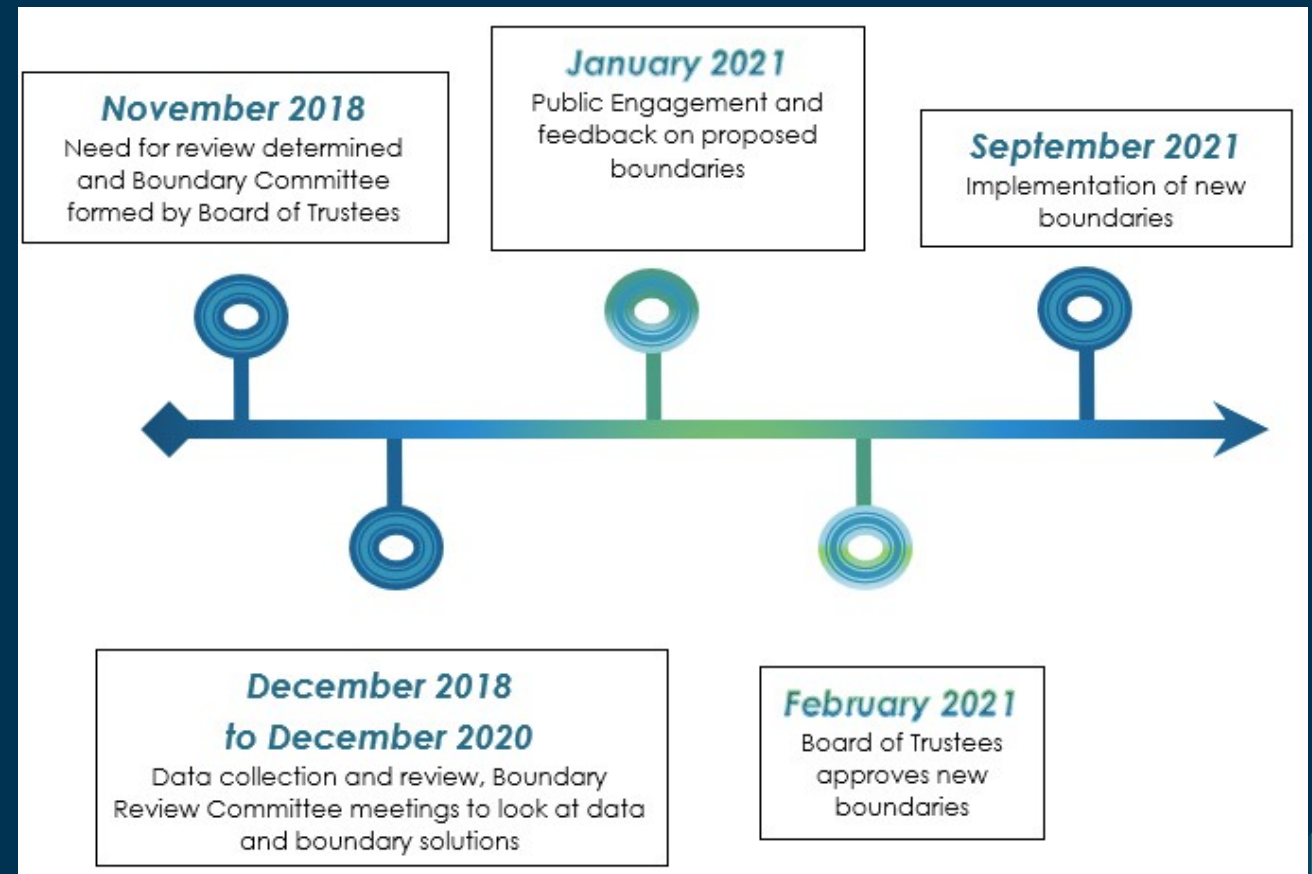 November 2018
Need for review determined
and Boundary Committee
formed by Board of Trustees
December 2018
to December 2020
Data collection and review, Boundary
Review Committee meetings to look at data
and boundary solutions
January 2021
Public Engagement and
feedback on proposed
boundaries
February 2021
Board of Trustees
approves new
boundaries
September 2021
Implementation of new
boundaries